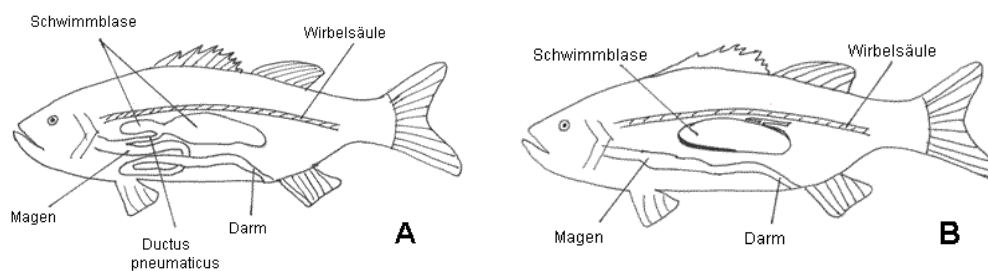 Schwimmblase
Wirbelsäule
Magen
Ductus
pneumaticus
Darm
A
Schwimmblase
Wirbelsäule
Magen
Darm
B